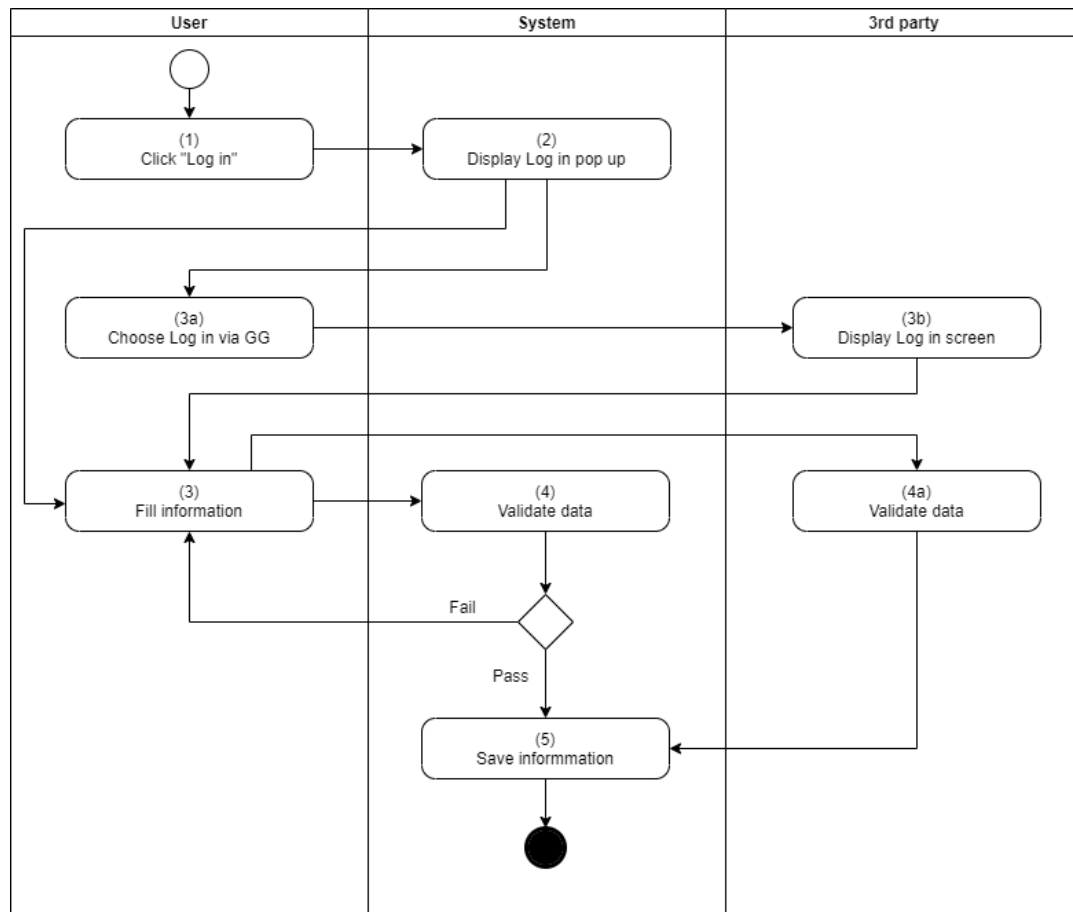 User
System
3rd party
(1)
Click "Log in"
(2)
Display Log in pop up
(3a)
Choose Log in via GG
(3b)
Display Log in screen
(3)
Fill information
(4)
Validate data
(4a)
Validate data
Fail
Pass
(5)
Save informmation